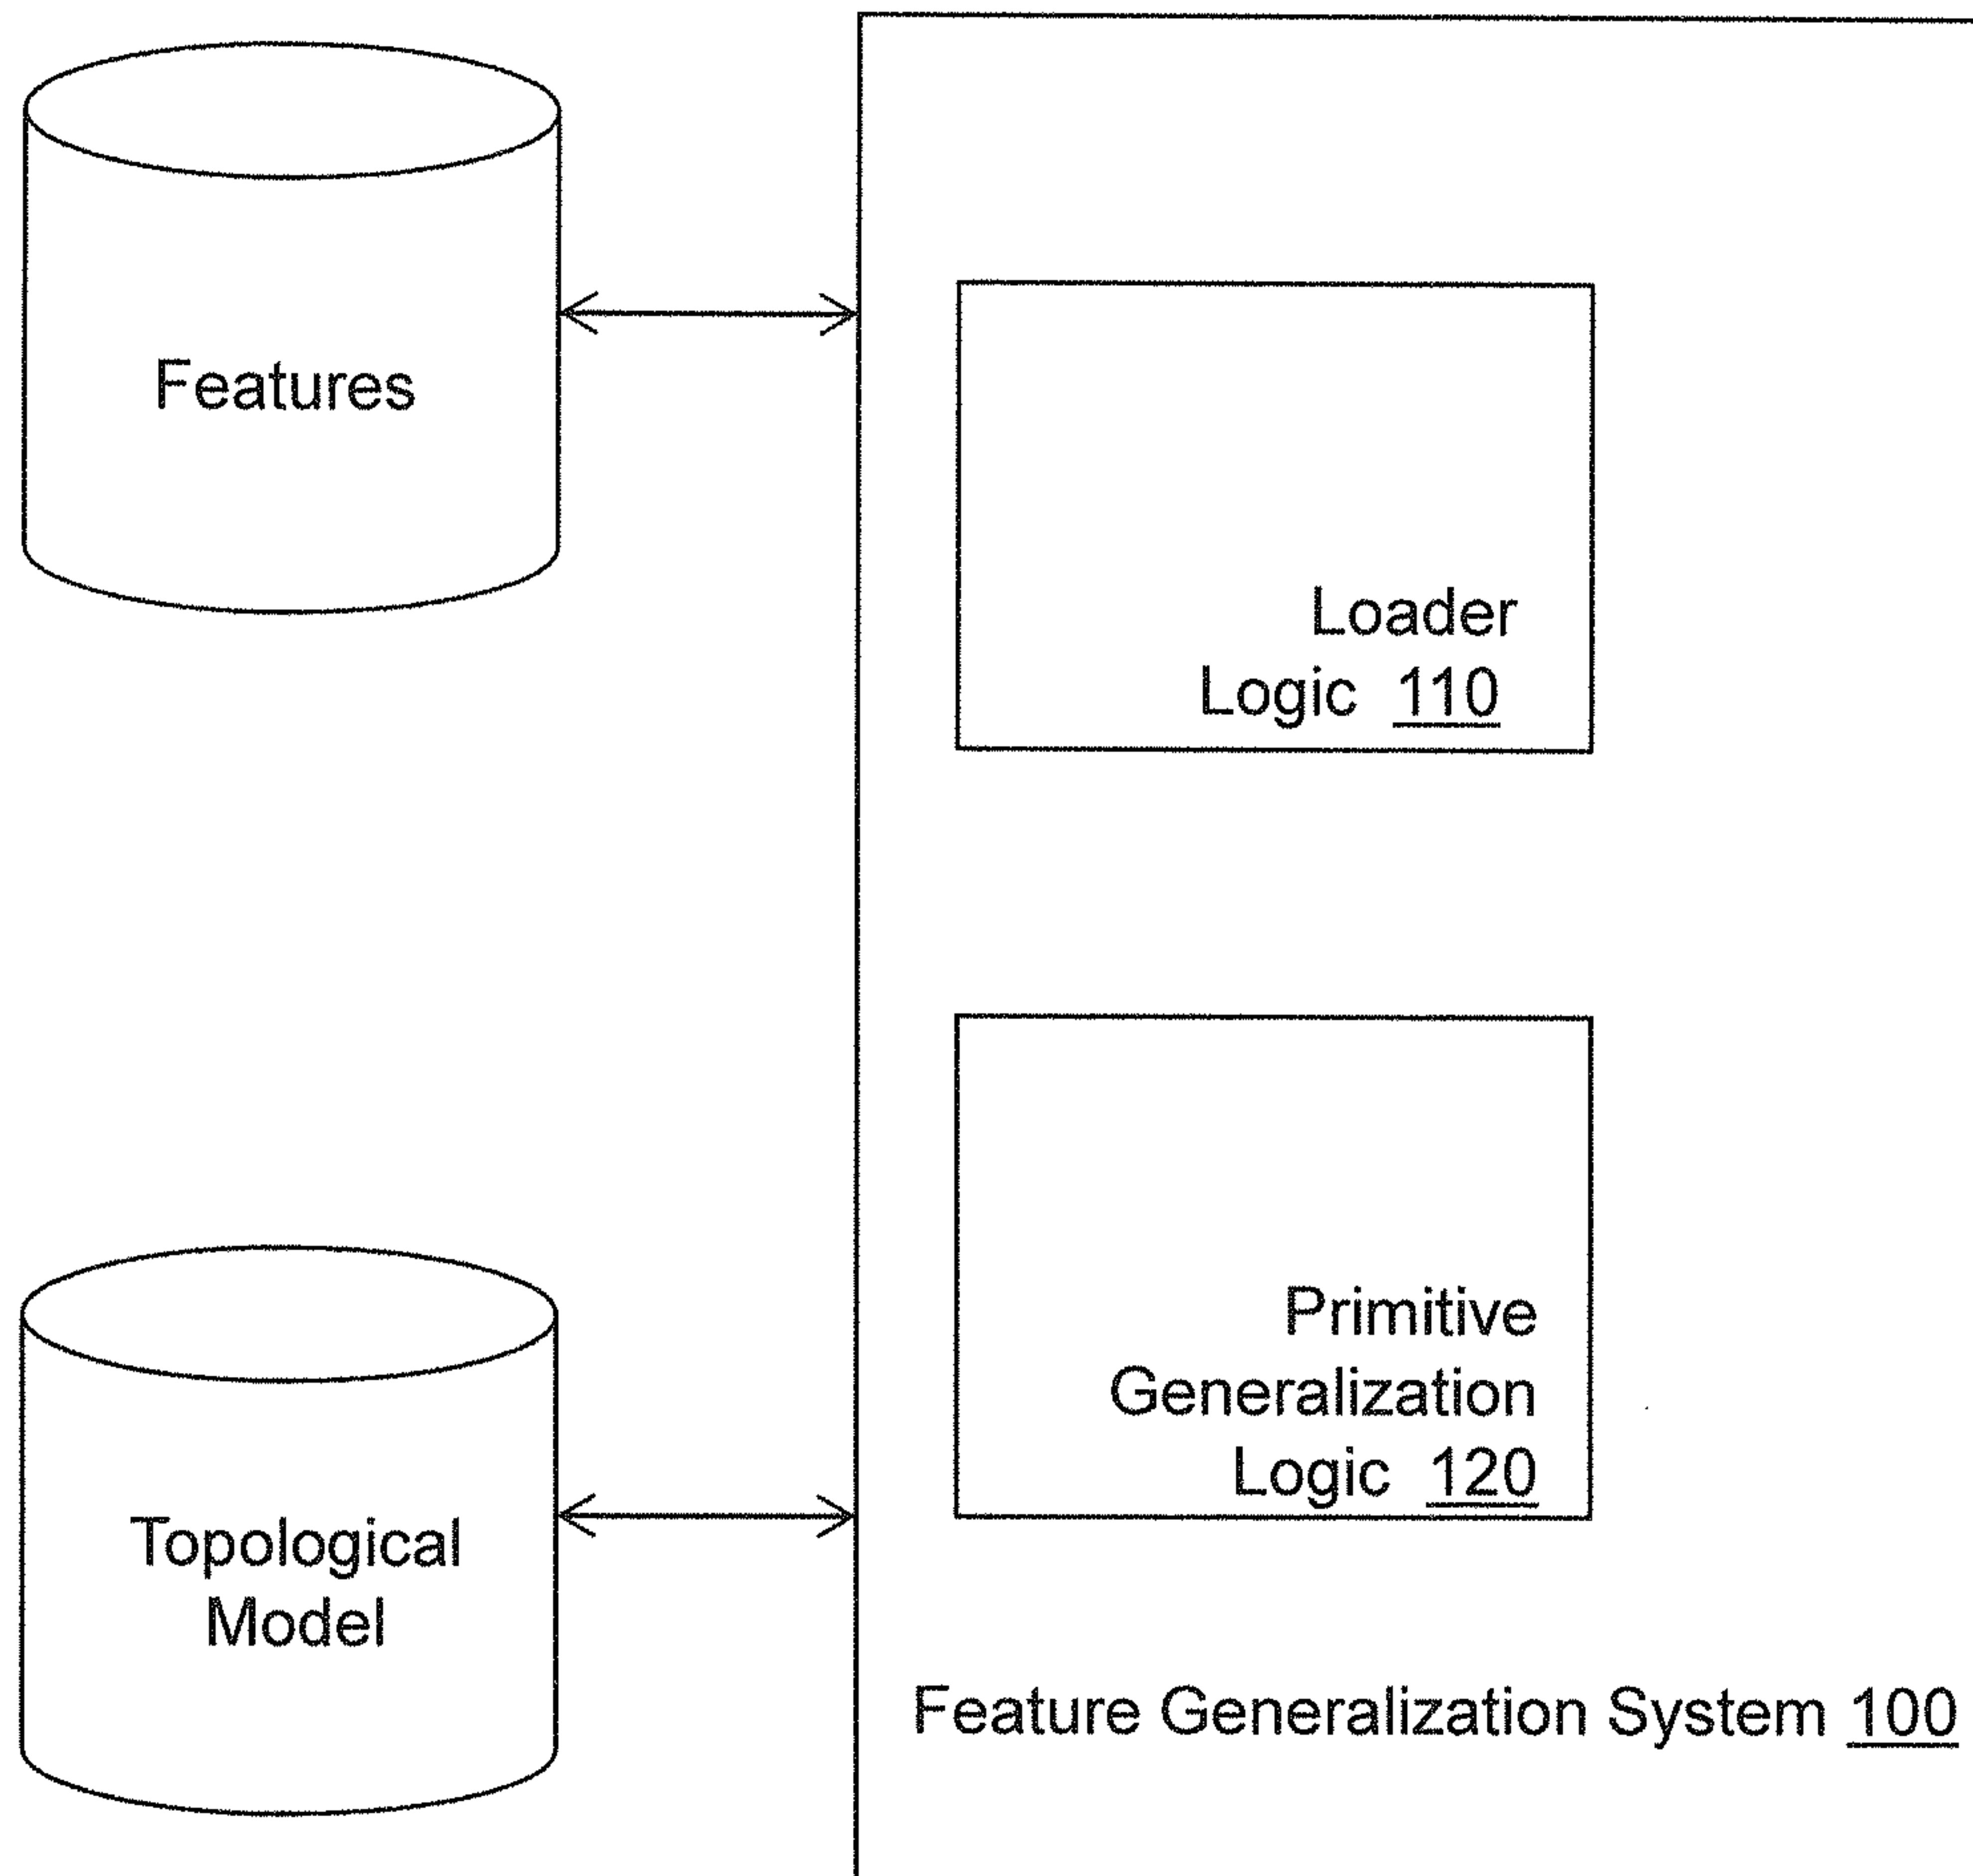 Features
Loader
Logic 110
Primitive
Generalization
Logic 120
Topological
Model
Feature Generalization System 100